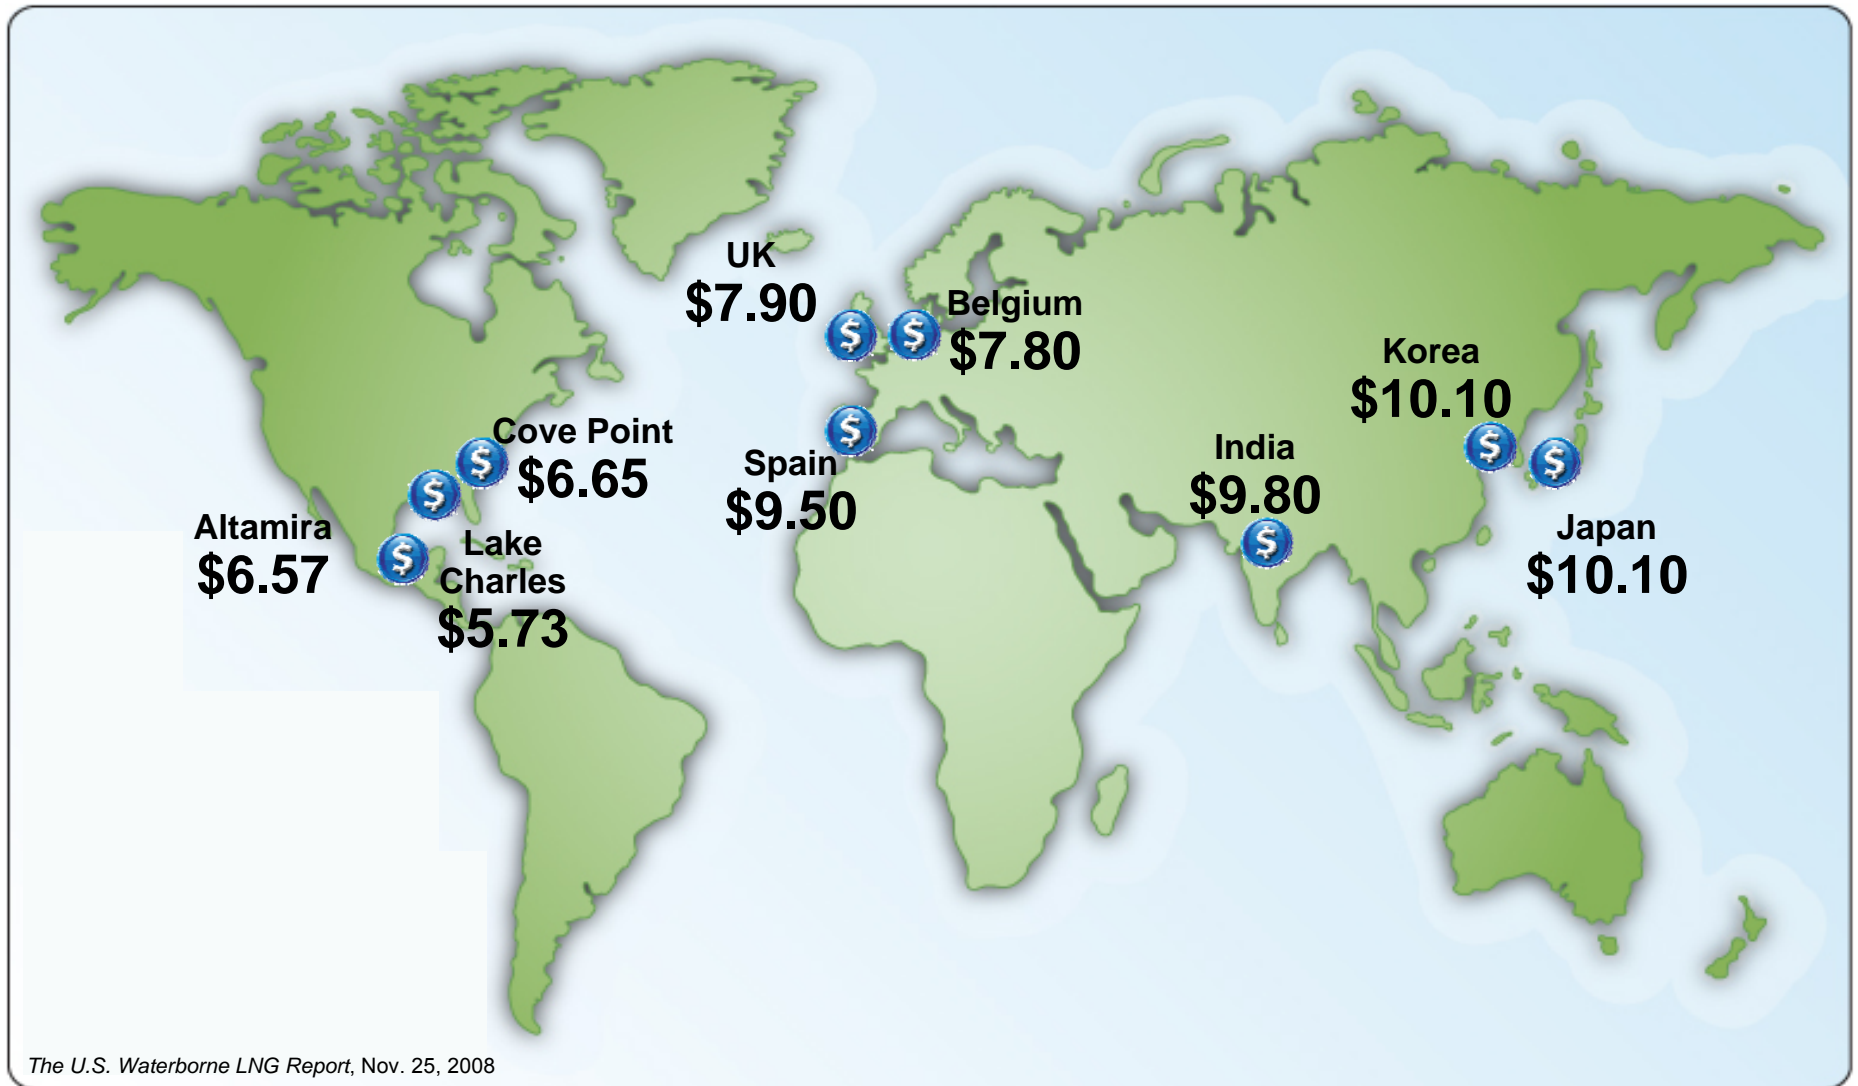 UK
$7.90
Belgium
$7.80
Korea
$10.10
Cove Point
$6.65
Spain
$9.50
India
$9.80
Altamira
$6.57
Lake
Charles
$5.73
Japan
$10.10
The U.S. Waterborne LNG Report, Nov. 25, 2008